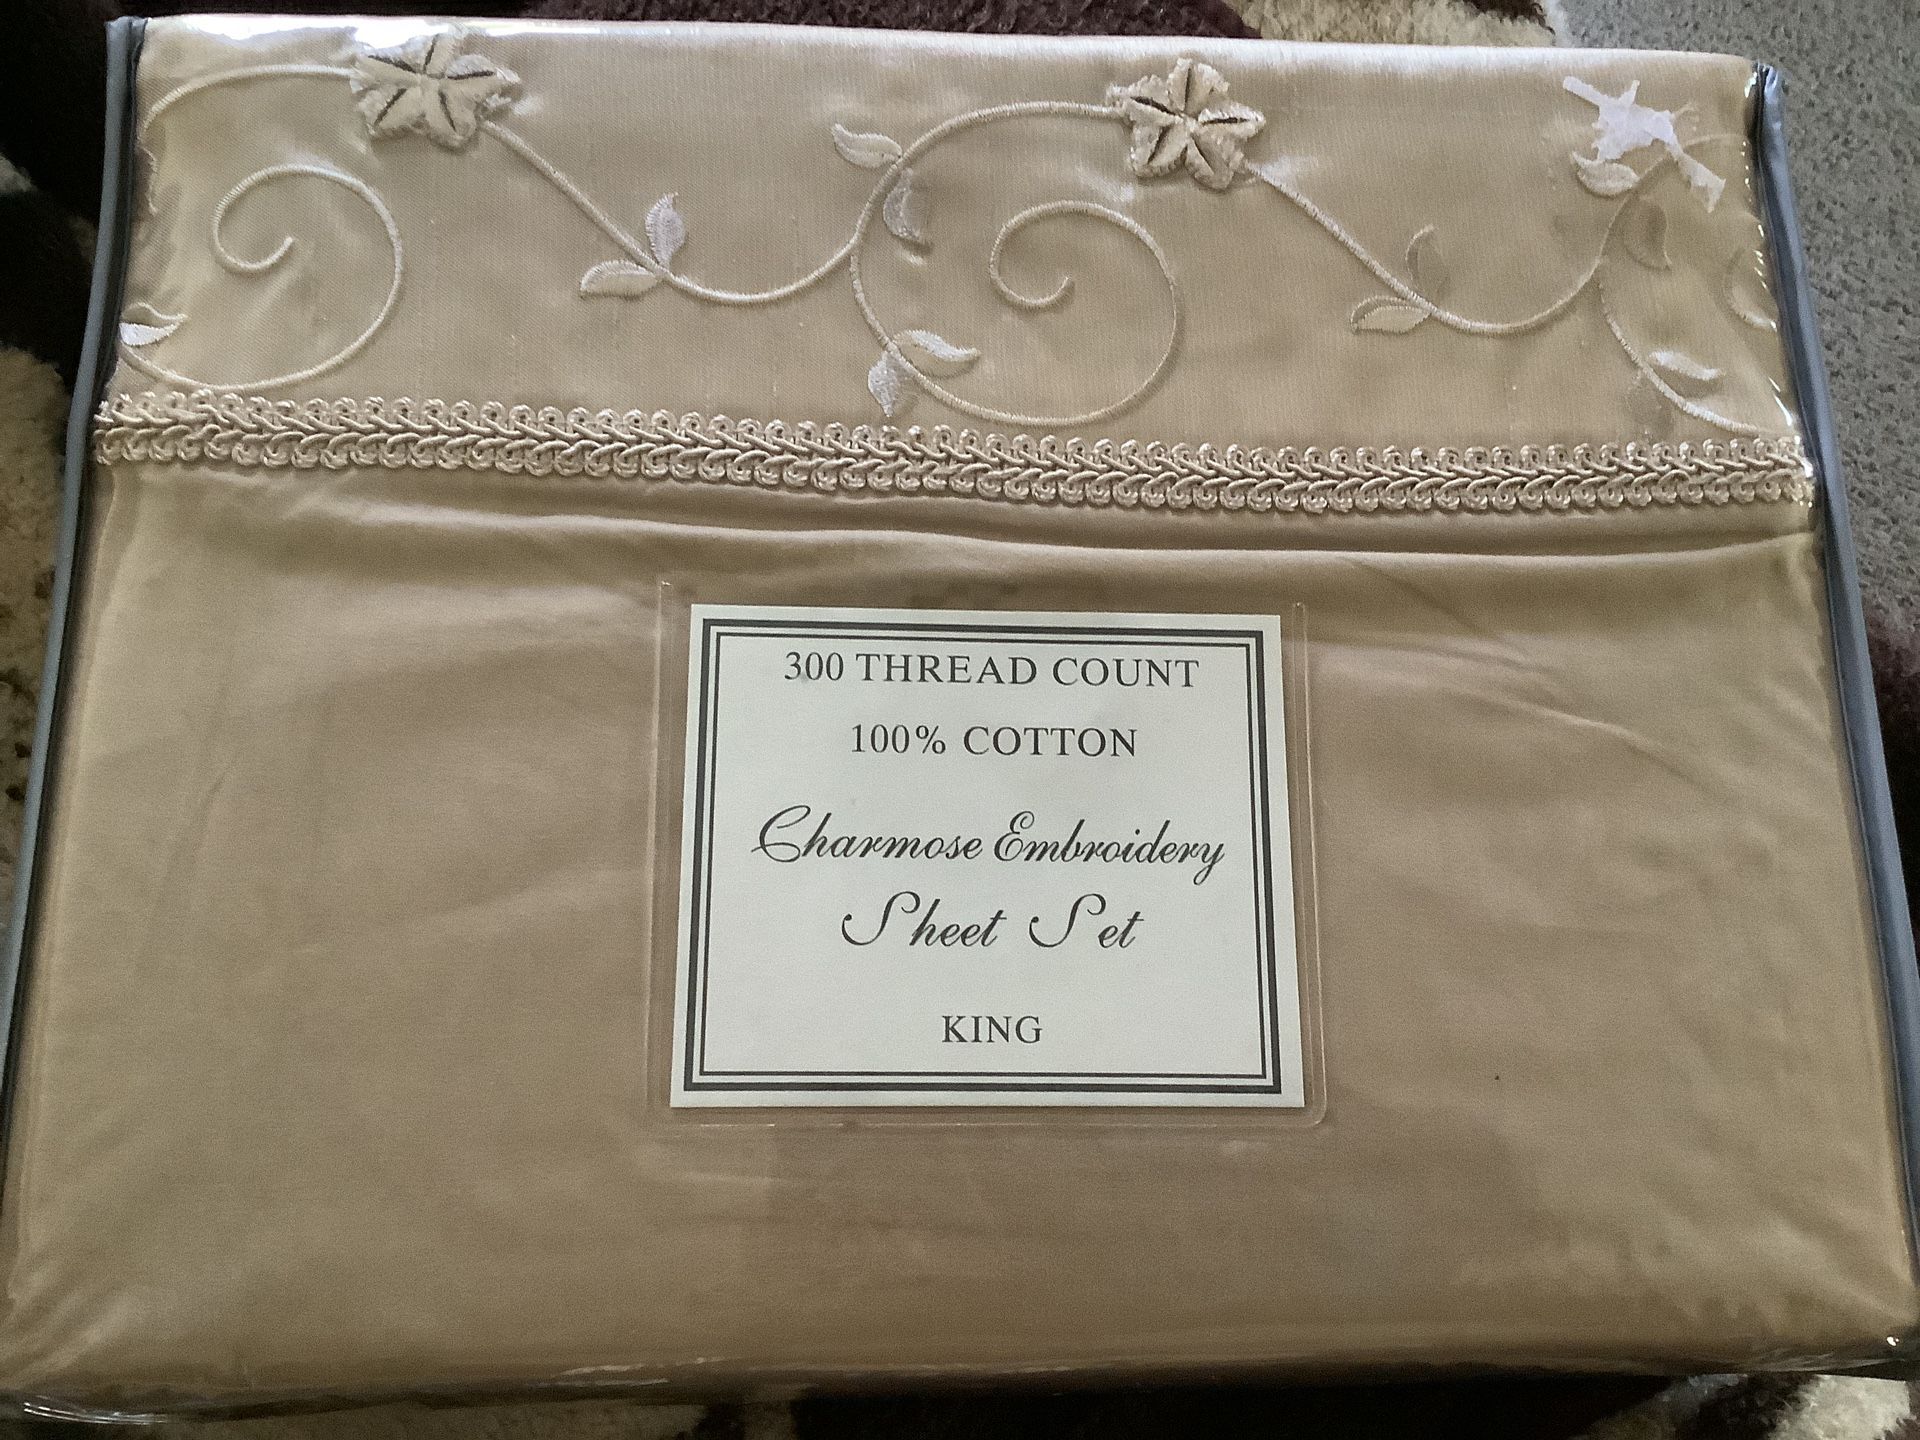 300 THREAD COUNT
100% COTTON
Charmose Embroidery
Sheet Set
KING